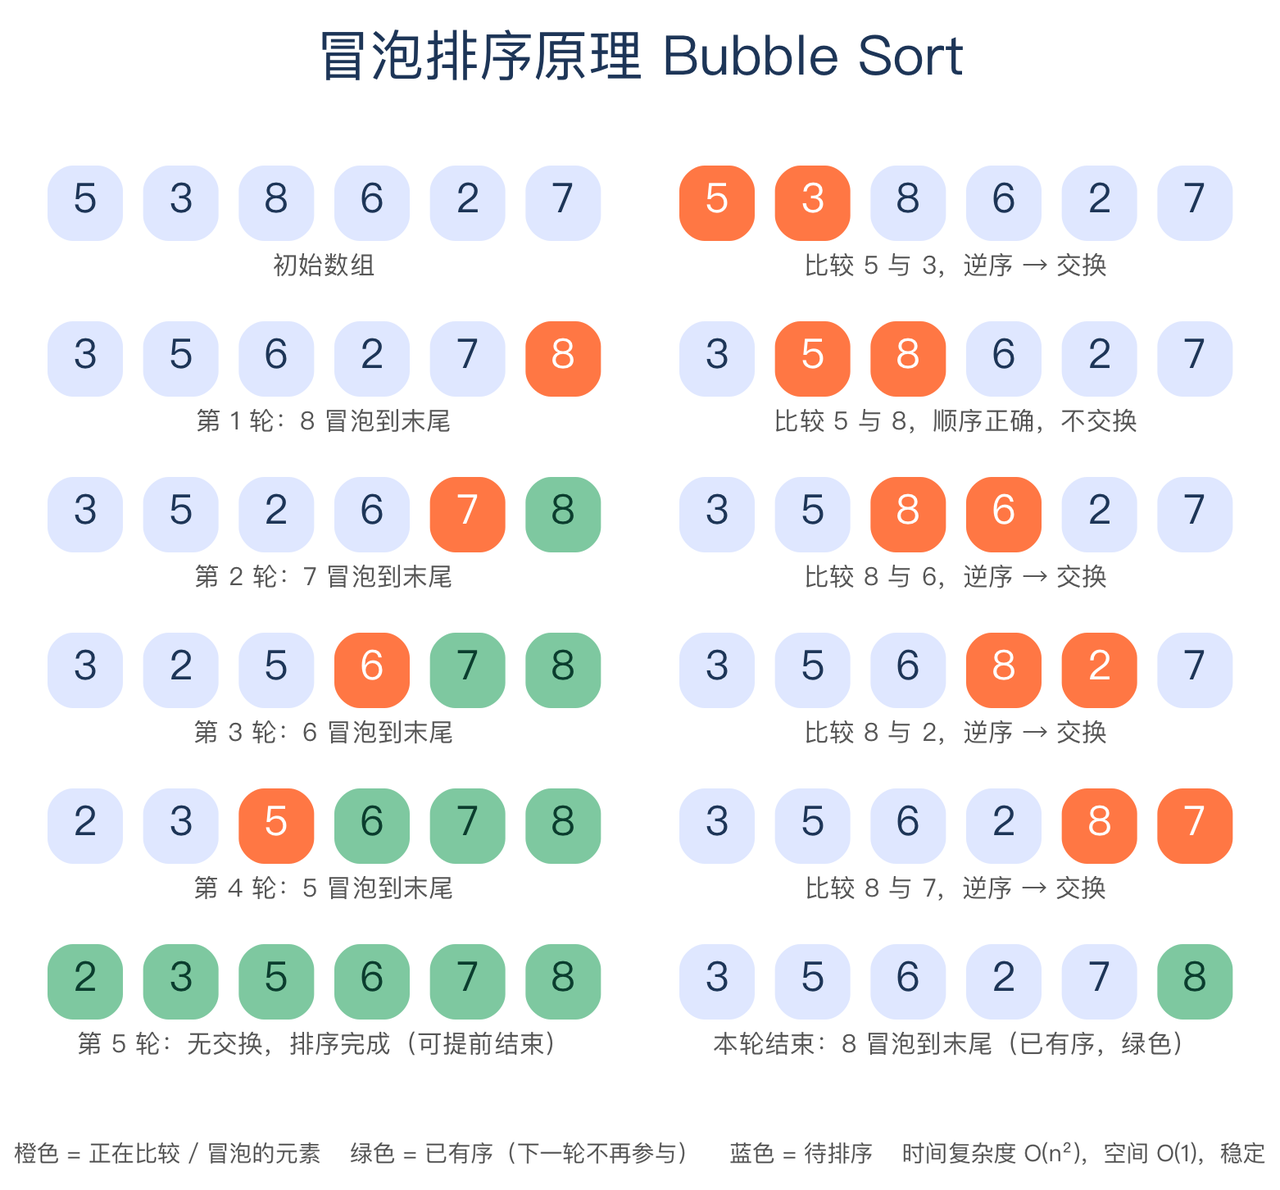 冒泡排序原理 Bubble Sort
5 3 8 6 2 7
初始数组
3 5 6 2 7 8
第 1 轮：8 冒泡到末尾
3 5 2 6 7 8
第 2 轮：7 冒泡到末尾
3 2 5 6 7 8
第 3 轮：6 冒泡到末尾
2 3 5 6 7 8
第 4 轮：5 冒泡到末尾
2 3 5 6 7 8
第 5 轮：无交换，排序完成（可提前结束）
5 3 8 6 2 7
比较 5 与 3，逆序 → 交换
3 5 8 6 2 7
比较 5 与 8，顺序正确，不交换
3 5 8 6 2 7
比较 8 与 6，逆序 → 交换
3 5 6 8 2 7
比较 8 与 2，逆序 → 交换
3 5 6 2 8 7
比较 8 与 7，逆序 → 交换
3 5 6 2 7 8
本轮结束：8 冒泡到末尾（已有序，绿色）
橙色 = 正在比较 / 冒泡的元素 绿色 = 已有序（下一轮不再参与） 蓝色 = 待排序 时间复杂度 O(n²)，空间 O(1)，稳定